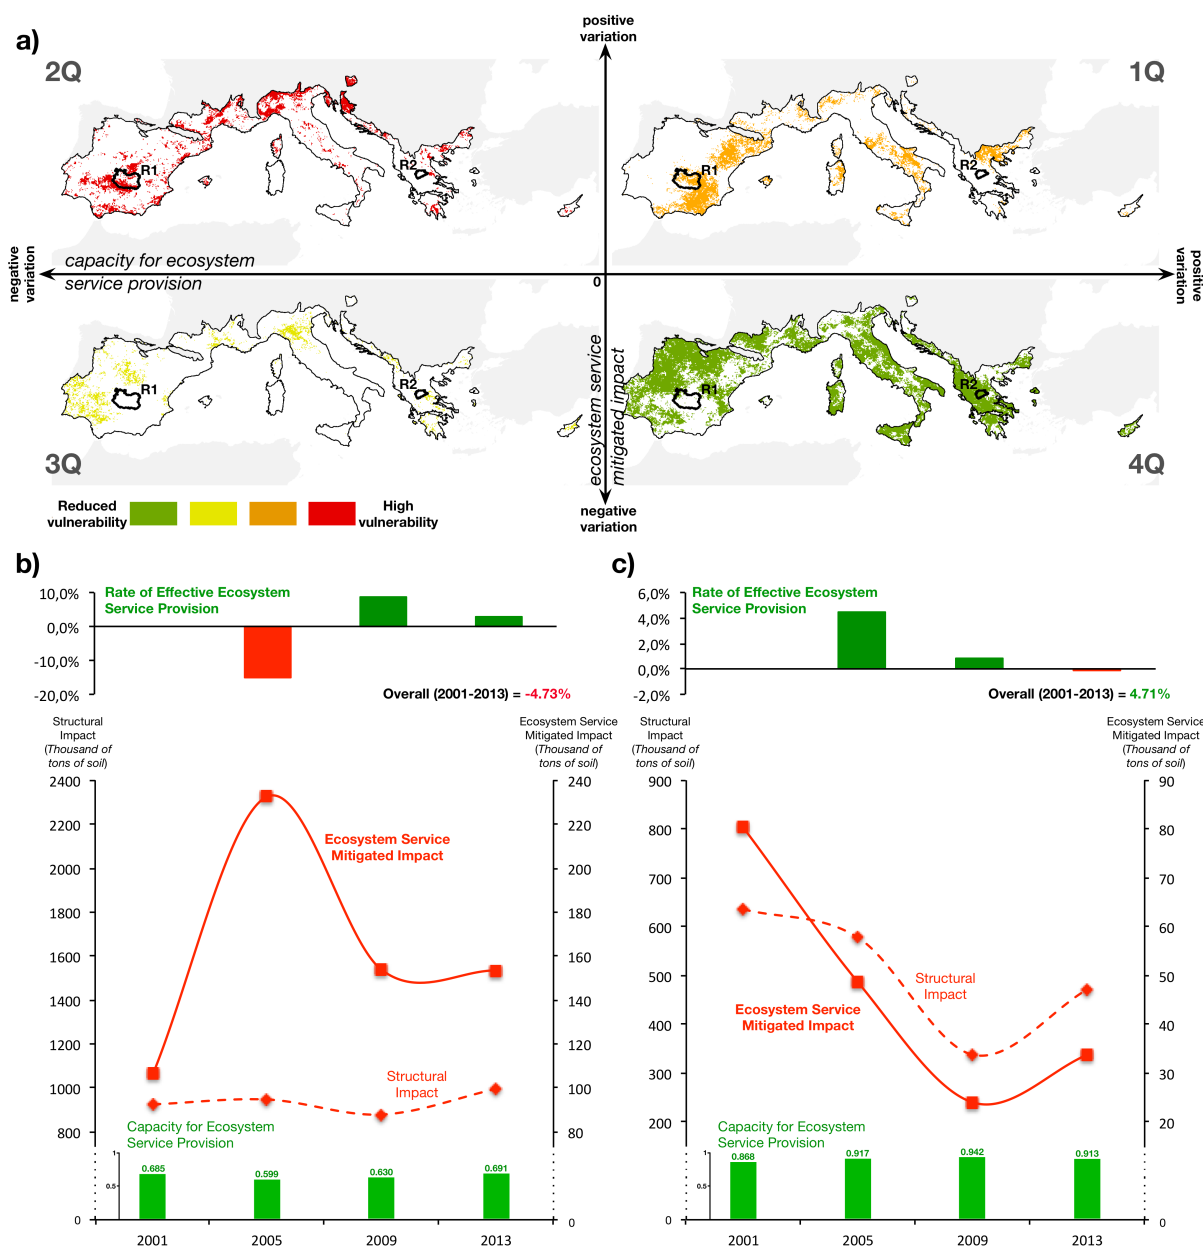 a)
positive
variation
2Q
1Q
R1
R2
R1
R2
negative
variation
capacity for ecosystem
service provision
0
positive
variation
ecosystem service
mitigated impact
R1
R2
R1
R2
3Q
4Q
Reduced
vulnerability
High
vulnerability
negative
variation
b)
10,0%
0,0%
-10,0%
-20,0%
Rate of Effective Ecosystem
Service Provision
Overall (2001-2013) = -4.73%
Structural
Impact
(Thousand of
tons of soil)
Ecosystem Service
Mitigated Impact
(Thousand of
tons of soil)
2400
2200
2000
1800
1600
1400
1200
1000
800
0
240
220
200
180
160
140
120
100
80
0
Ecosystem Service
Mitigated Impact
Structural
Impact
Capacity for Ecosystem
Service Provision
1
0.5
0.685
0.599
0.630
0.691
2001
2005
2009
2013
c)
6,0%
4,0%
2,0%
0,0%
-2,0%
Rate of Effective Ecosystem
Service Provision
Overall (2001-2013) = 4.71%
Structural
Impact
(Thousand of
tons of soil)
Ecosystem Service
Mitigated Impact
(Thousand of
tons of soil)
900
800
700
600
500
400
300
200
0
90
80
70
60
50
40
30
20
0
Structural
Impact
Ecosystem Service
Mitigated Impact
Capacity for Ecosystem
Service Provision
1
0.5
0.868
0.917
0.942
0.913
2001
2005
2009
2013